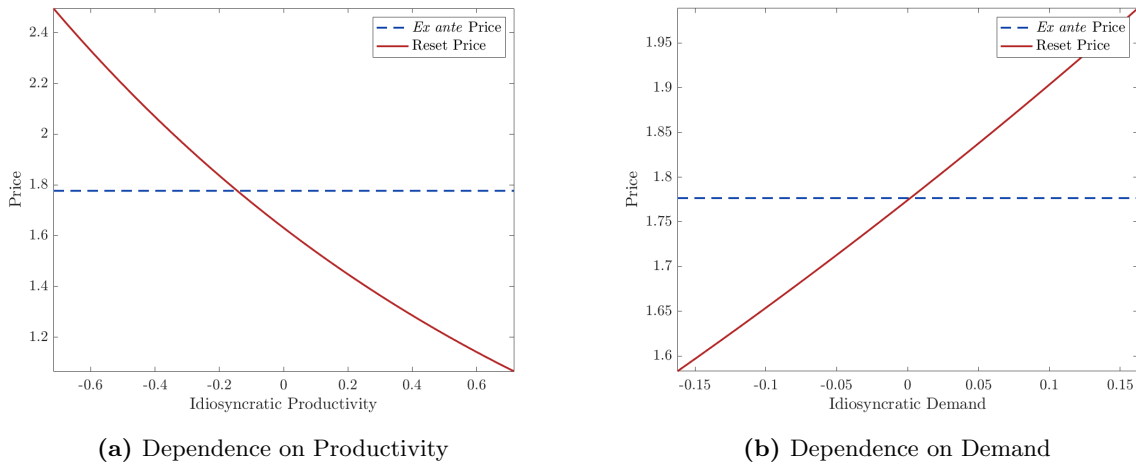 Ex ante Price
Reset Price
2.4
2.2
2
1.8
1.6
1.4
1.2
Price
-0.6
-0.4
-0.2
0
0.2
0.4
0.6
Idiosyncratic Productivity
(a) Dependence on Productivity
Ex ante Price
Reset Price
1.95
1.9
1.85
1.8
1.75
1.7
1.65
1.6
Price
-0.15
-0.1
-0.05
0
0.05
0.1
0.15
Idiosyncratic Demand
(b) Dependence on Demand